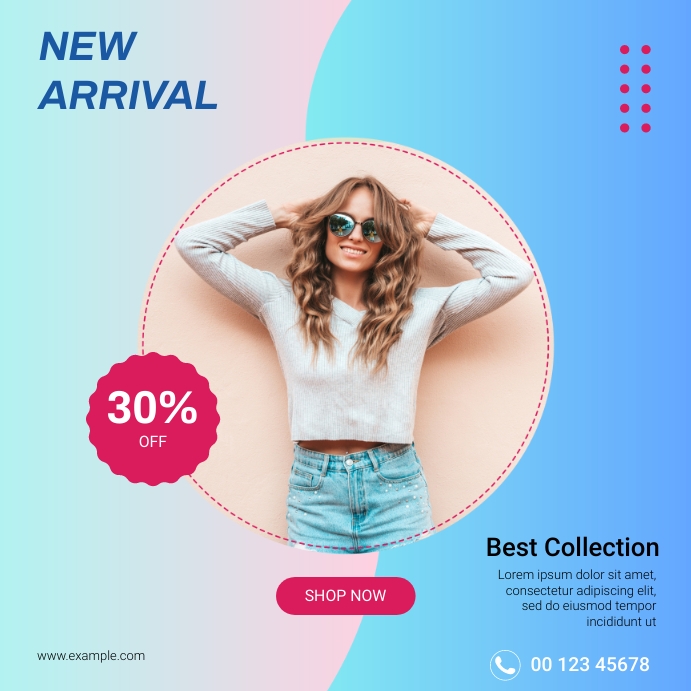 NEW
ARRIVAL
30%
OFF
Best Collection
Lorem ipsum dolor sit amet,
consectetur adipiscing elit,
sed do eiusmod tempor
incididunt ut
SHOP NOW
www.example.com
00 123 45678